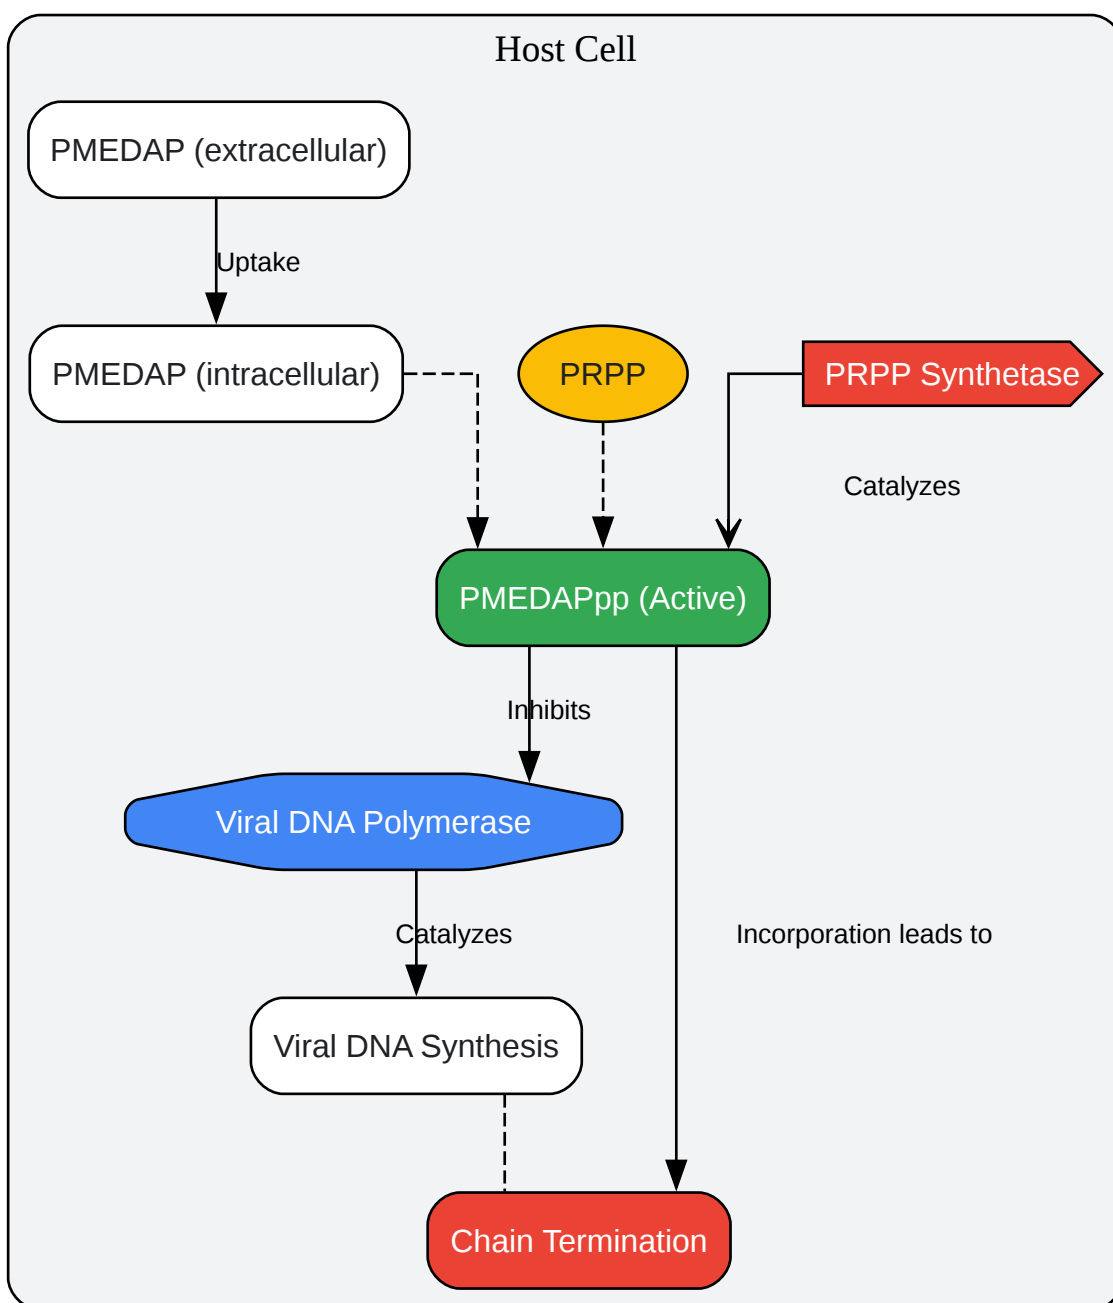 Host Cell
PMEDAP (extracellular)
Uptake
PMEDAP (intracellular)
PRPP
PRPP Synthetase
Catalyzes
PMEDAPpp (Active)
Inhibits
Viral DNA Polymerase
Catalyzes
Incorporation leads to
Viral DNA Synthesis
Chain Termination